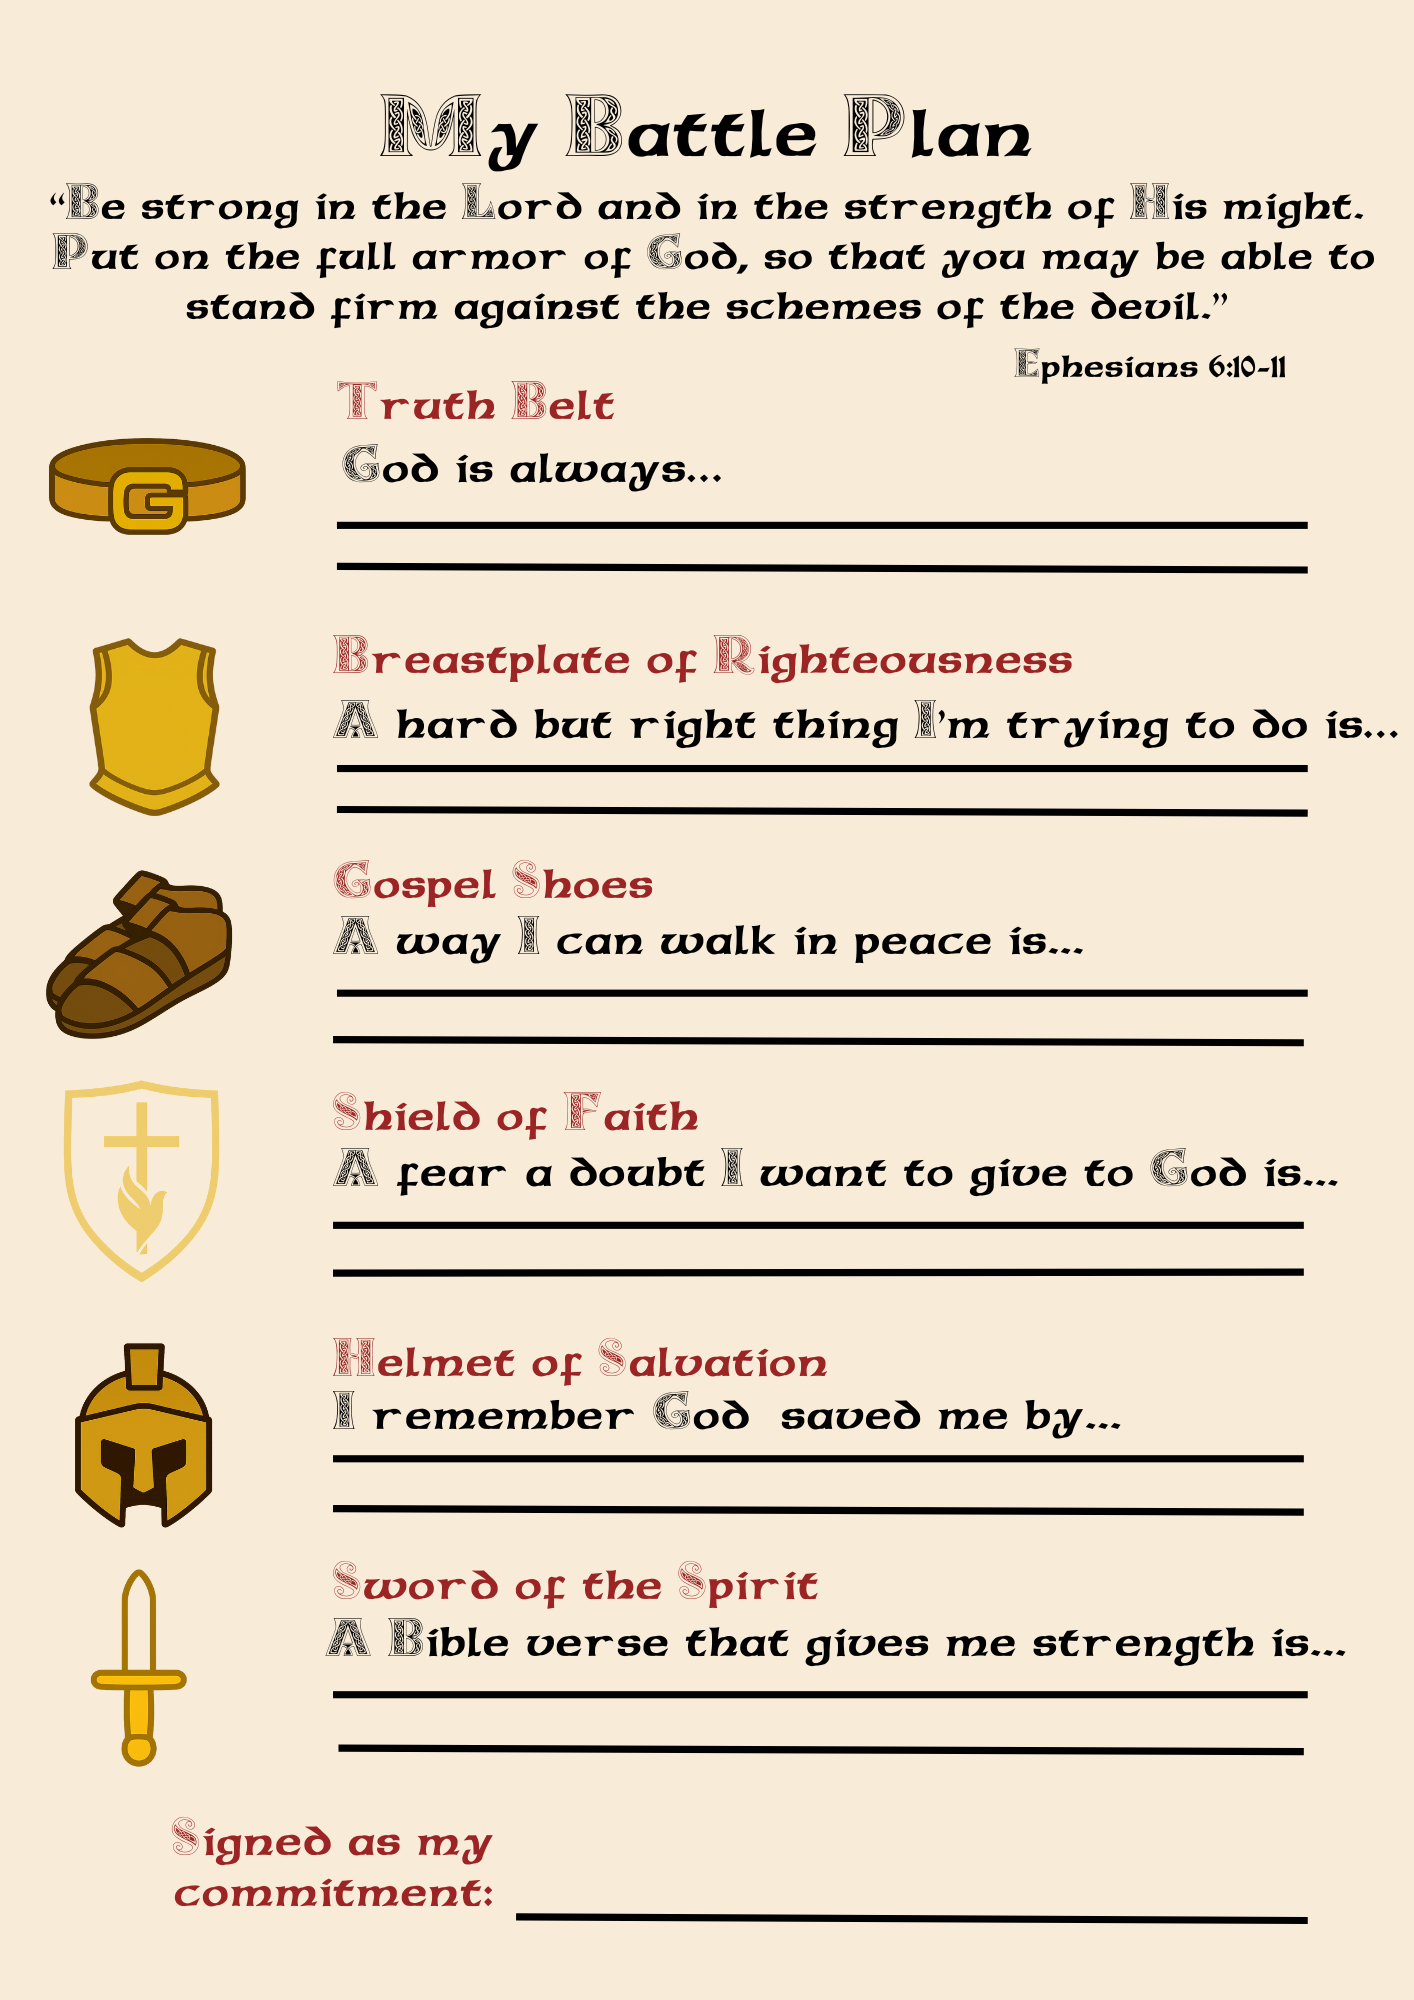 My Battle Plan
“Be strong in the Lord and in the strength of His might.
Put on the full armor of God, so that you may be able to
stand firm against the schemes of the devil.”
Ephesians 6:10-11
Truth Belt
God is always...
G
Breastplate of Righteousness
A hard but right thing I’m trying to do is...
Gospel Shoes
A way I can walk in peace is...
Shield of Faith
A fear a doubt I want to give to God is...
Helmet of Salvation
I remember God saved me by...
Sword of the Spirit
A Bible verse that gives me strength is...
Signed as my
commitment: